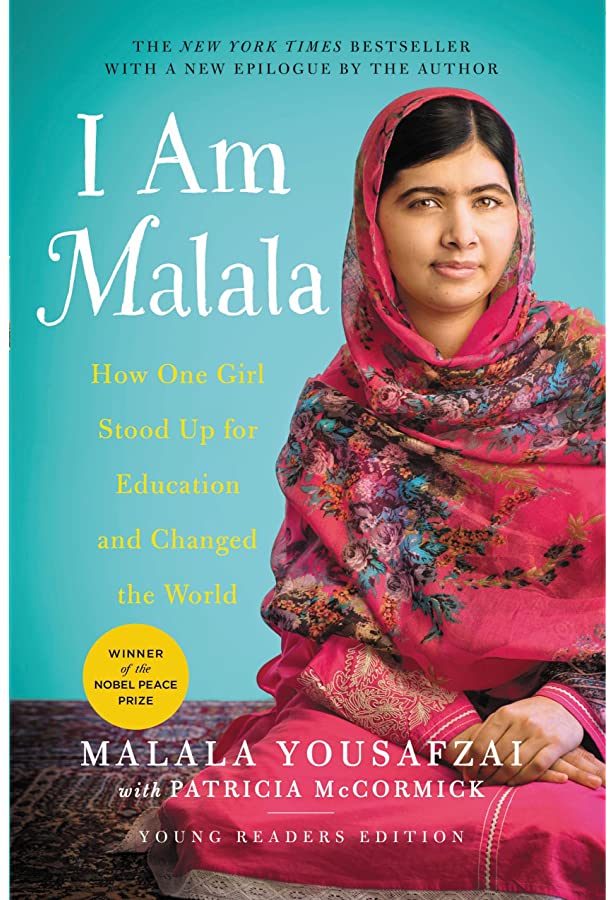 THE NEW YORK TIMES BESTSELLER
WITH A NEW EPILOGUE BY THE AUTHOR
I Am
Malala
How One Girl
Stood Up for
Education
and Changed
the World
WINNER
of the
NOBEL PEACE
PRIZE
MALALA YOUSAFZAI
with PATRICIA McCORMICK
YOUNG READERS EDITION